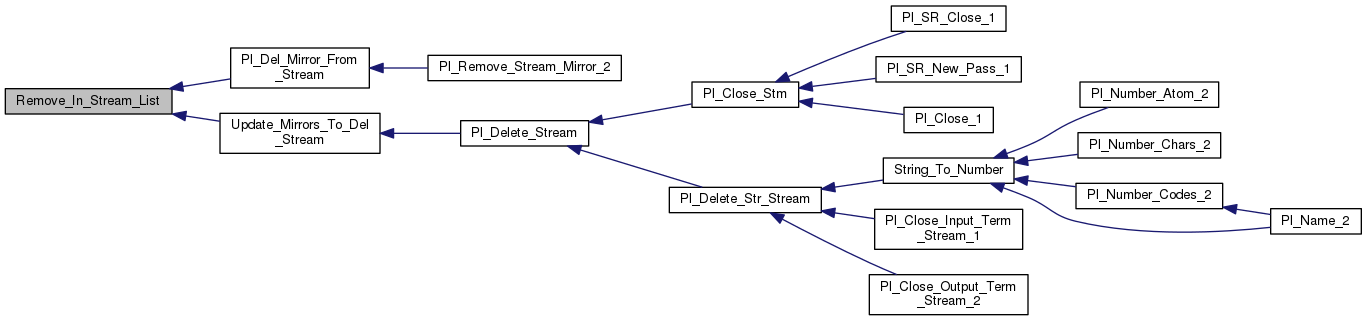 Remove_In_Stream_List
Pl_Del_Mirror_From
_Stream
Pl_Remove_Stream_Mirror_2
Update_Mirrors_To_Del
_Stream
Pl_Delete_Stream
Pl_Close_Stm
Pl_SR_Close_1
Pl_SR_New_Pass_1
Pl_Close_1
Pl_Delete_Str_Stream
String_To_Number
Pl_Number_Atom_2
Pl_Number_Chars_2
Pl_Number_Codes_2
Pl_Name_2
Pl_Close_Input_Term
_Stream_1
Pl_Close_Output_Term
_Stream_2